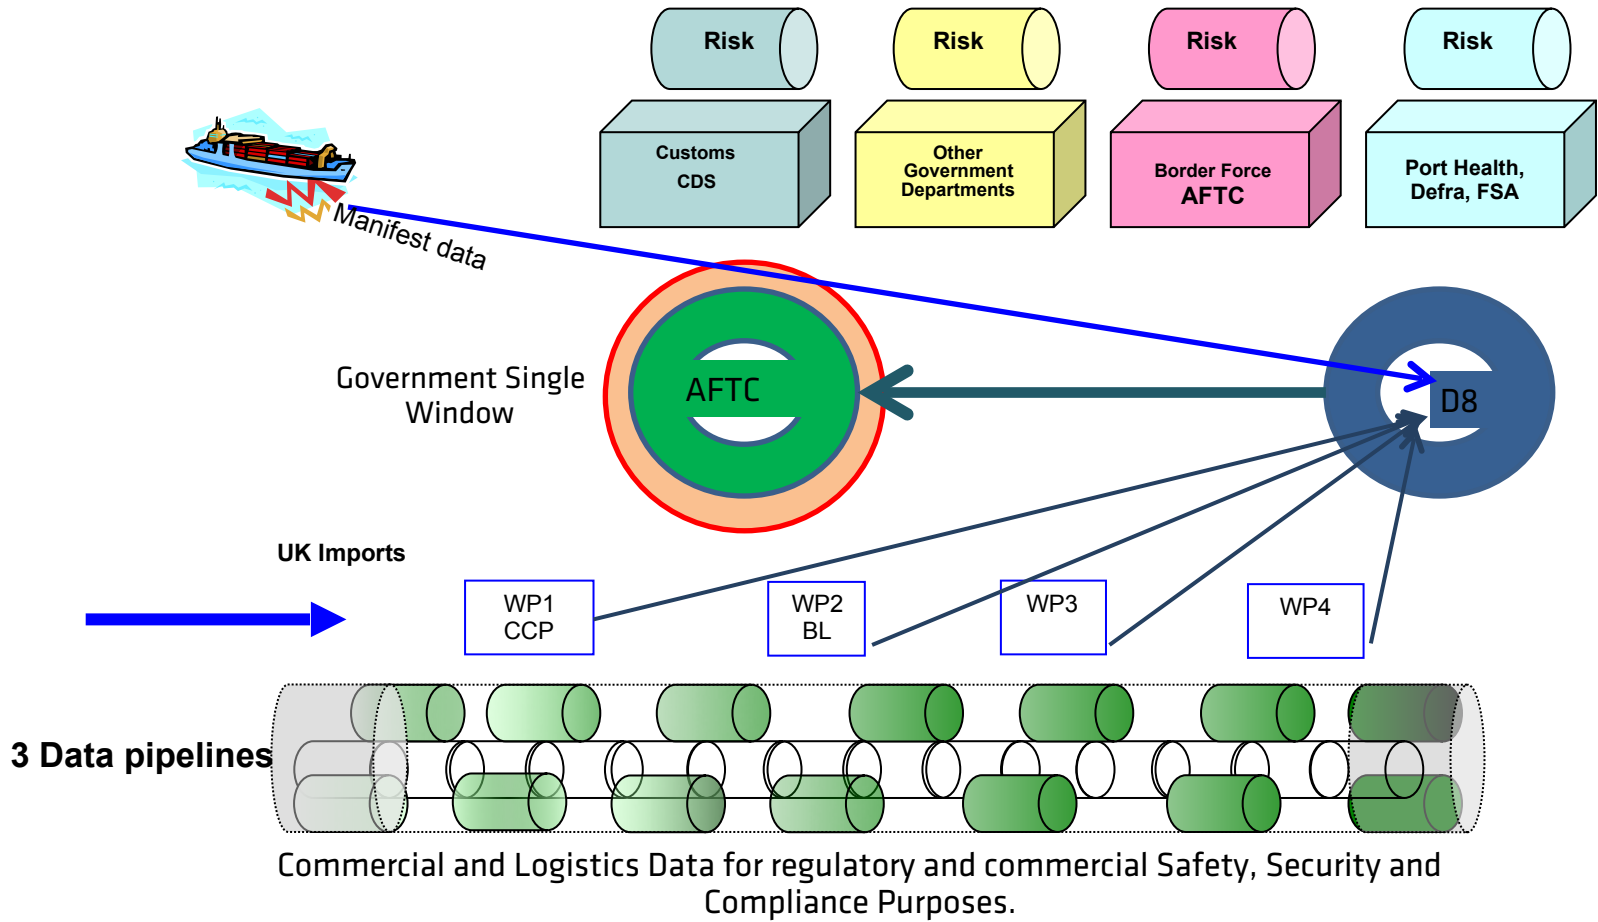 Risk
Risk
Risk
Risk
Customs
CDS
Other
Government
Departments
Border Force
AFTC
Port Health,
Defra, FSA
Manifest data
Government Single
Window
AFTC
D8
UK Imports
WP1
CCP
WP2
BL
WP3
WP4
3 Data pipelines
Commercial and Logistics Data for regulatory and commercial Safety, Security and
Compliance Purposes.